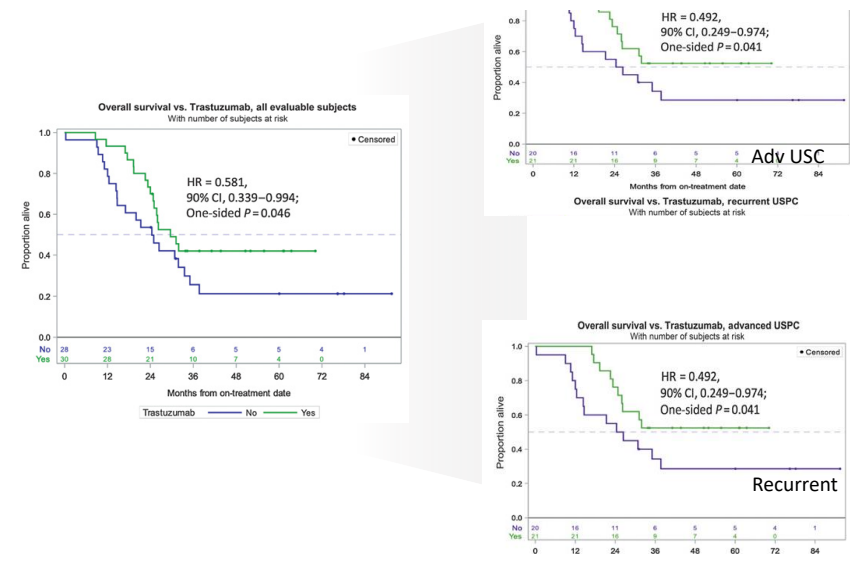 Overall survival vs. Trastuzumab, all evaluable subjects
With number of subjects at risk
Proportion alive
1.0
0.8
0.6
0.4
0.2
0.0
• Censored
HR = 0.581,
90% CI, 0.339–0.994;
One-sided P = 0.046
No 28 23 15 6 5 5 4 1
Yes 30 28 21 10 7 4 0
0 12 24 36 48 60 72 84
Months from on-treatment date
Trastuzumab No Yes
Proportion alive
0.8
0.6
0.4
0.2
0.0
HR = 0.492,
90% CI, 0.249–0.974;
One-sided P = 0.041
Adv USC
No 20 16 11 6 5 5
Yes 21 21 16 9 7 4
0 12 24 36 48 60 72 84
Months from on-treatment date
Overall survival vs. Trastuzumab, recurrent USPC
With number of subjects at risk
Overall survival vs. Trastuzumab, advanced USPC
With number of subjects at risk
Proportion alive
1.0
0.8
0.6
0.4
0.2
0.0
• Censored
HR = 0.492,
90% CI, 0.249–0.974;
One-sided P = 0.041
Recurrent
No 20 16 11 6 5 5 4 1
Yes 21 21 16 9 7 4 0
0 12 24 36 48 60 72 84